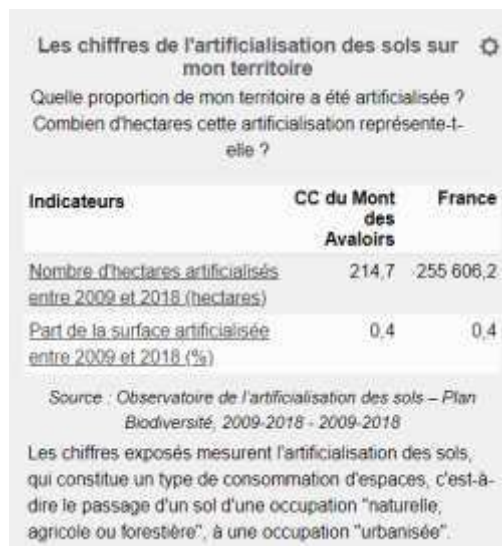 Les chiffres de l'artificialisation des sols sur
mon territoire
Quelle proportion de mon territoire a été artificialisée ?
Combien d'hectares cette artificialisation représente-t-
elle ?
Indicateurs CC du Mont France
des
Avaloirs
Nombre d'hectares artificialisés 214,7 255 606,2
entre 2009 et 2018 (hectares)
Part de la surface artificialisée 0,4 0,4
entre 2009 et 2018 (%)
Source : Observatoire de l'artificialisation des sols – Plan
Biodiversité, 2009-2018 - 2009-2018
Les chiffres exposés mesurent l'artificialisation des sols,
qui constitue un type de consommation d'espaces, c'est-à-
dire le passage d'un sol d'une occupation "naturelle,
agricole ou forestière", à une occupation "urbanisée".